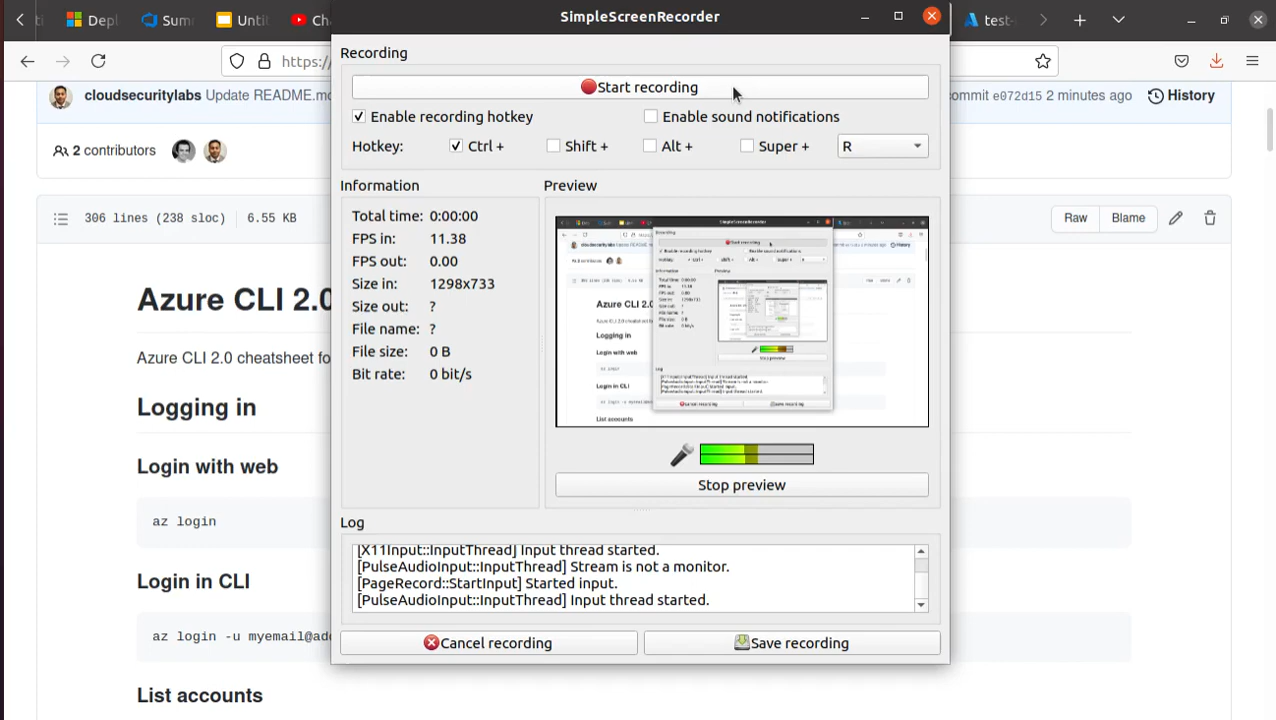 Depl
Summ
Unti
Cha
SimpleScreenRecorder
test-
https:/
Recording
Start recording
cloudsecuritylabs Update README.m
commit e072d15 2 minutes ago
History
Enable recording hotkey
Enable sound notifications
Hotkey: Ctrl + Shift + Alt + Super + R
2 contributors
Information
Preview
306 lines (238 sloc) 6.55 KB
Raw Blame
Total time: 0:00:00
FPS in: 11.38
FPS out: 0.00
Size in: 1298x733
Size out: ?
File name: ?
File size: 0 B
Bit rate: 0 bit/s
Azure CLI 2.0
Azure CLI 2.0 cheatsheet fo
Logging in
Login with web
az login
Stop preview
Log
[X11Input::InputThread] Input thread started.
[PulseAudioInput::InputThread] Stream is not a monitor.
[PageRecord::StartInput] Started input.
[PulseAudioInput::InputThread] Input thread started.
Login in CLI
az login -u myemail@add
Cancel recording
Save recording
List accounts